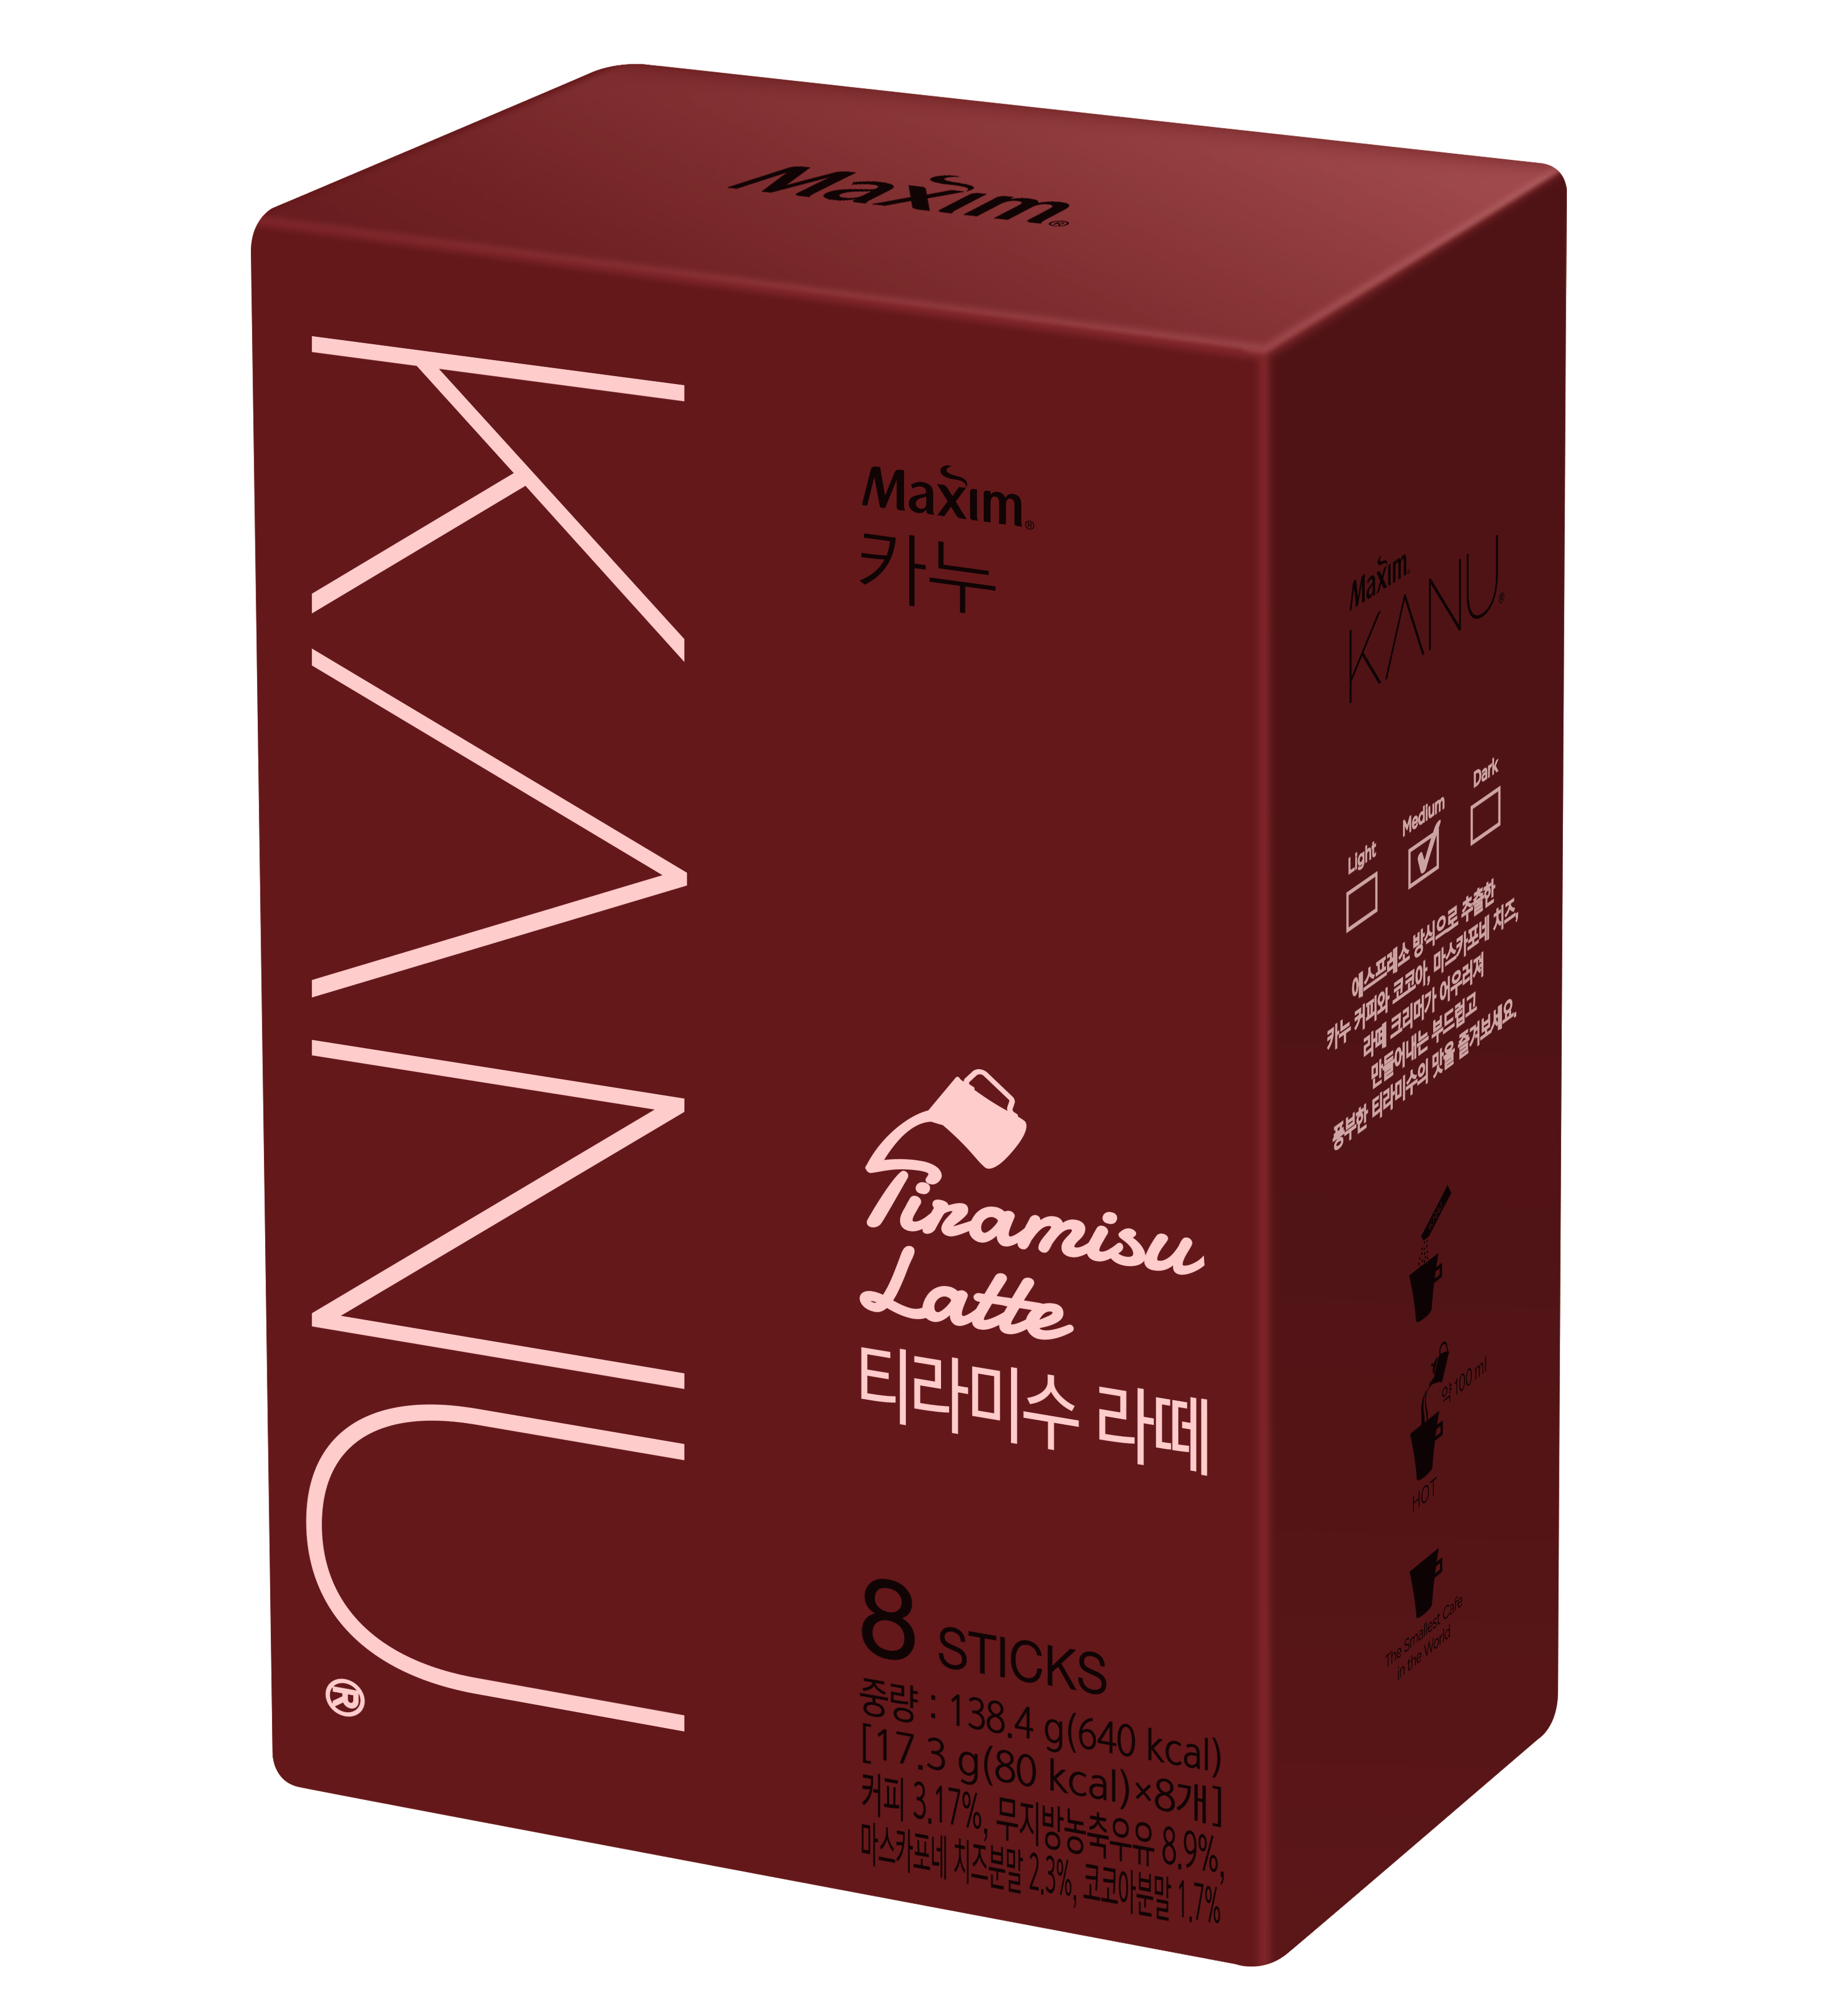 Maxim®
KANU®
Maxim®
카누
Tiramisu
Latte
티라미수 라떼
8 STICKS
중량 : 138.4 g(640 kcal)
[17.3 g(80 kcal)×8개]
커피 3.17%, 무지방농축우유 8.9%,
마스카포네 치즈분말 2.3%, 코코아분말 1.7%
Maxim®
KANU®
Light Medium Dark
에스프레소 방식으로 추출한
카누 커피와 코코아, 마스카포네 치즈,
라떼 크리머가 어우러져
만들어내는 부드럽고
풍부한 티라미수의 맛을 즐겨보세요.
약 100 ml
HOT
The Smallest Cafe
in the World